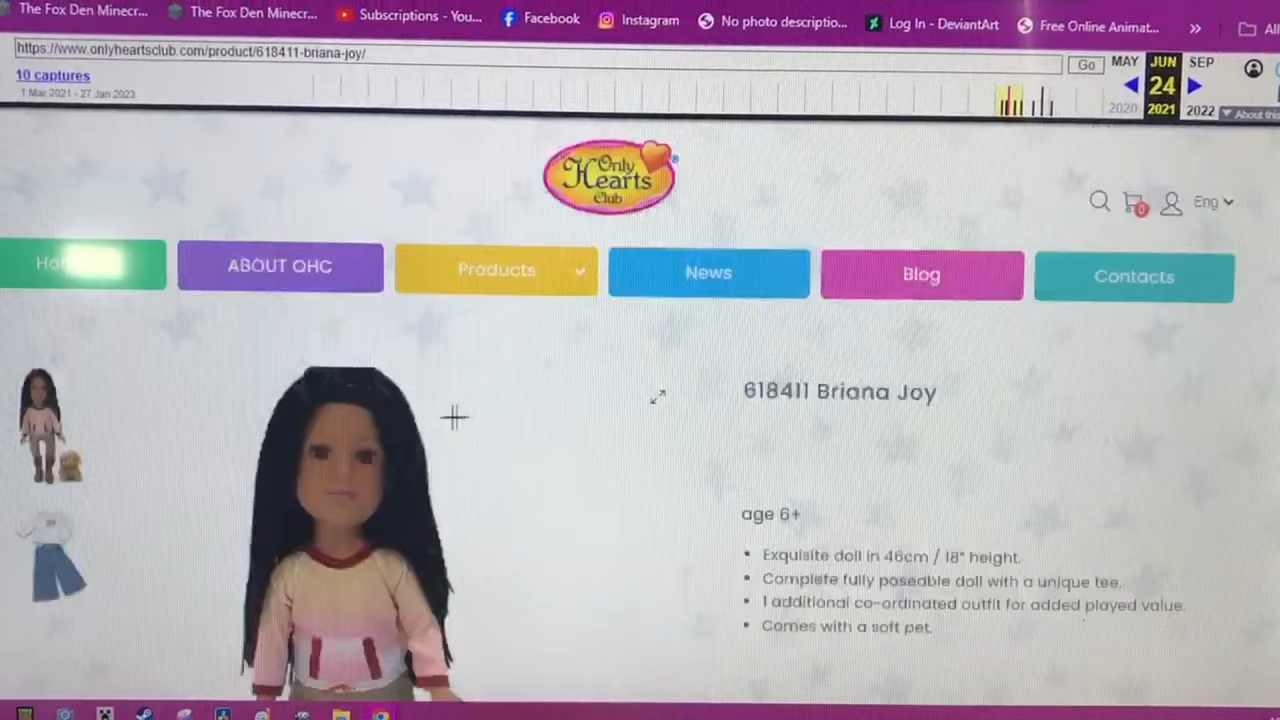 The Fox Den Minecr...
The Fox Den Minecr...
Subscriptions - You...
Facebook
Instagram
No photo descriptio...
Log In - DeviantArt
Free Online Animat...
»
All
https://www.onlyheartsclub.com/product/618411-briana-joy/
Go
MAY
JUN
SEP
10 captures
24
1 Mar 2021 - 27 Jan 2023
2020
2021
2022
About this
Only
Hearts
Club
0
Eng
ABOUT OHC
Products
News
Blog
Contacts
618411 Briana Joy
age 6+
• Exquisite doll in 46cm / 18" height.
• Complete fully poseable doll with a unique tee.
• 1 additional co-ordinated outfit for added played value.
• Comes with a soft pet.